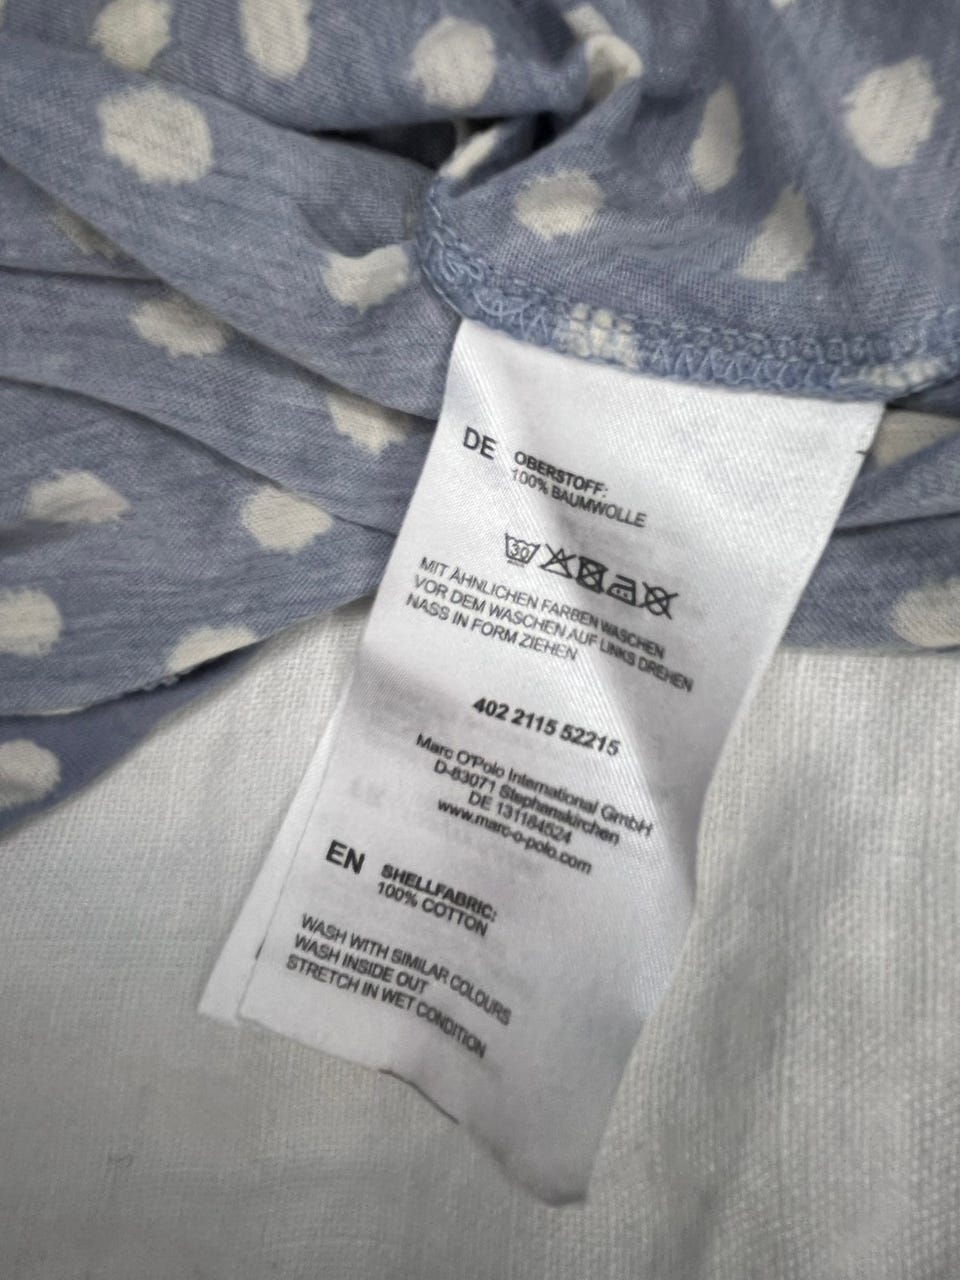 DE
OBERSTOFF:
100% BAUMWOLLE
30
MIT ÄHNLICHEN FARBEN WASCHEN
VOR DEM WASCHEN AUF LINKS DREHEN
NASS IN FORM ZIEHEN
402 2115 52215
Marc O'Polo International GmbH
D-83071 Stephanskirchen
DE 131184524
www.marc-o-polo.com
EN
SHELLFABRIC:
100% COTTON
WASH WITH SIMILAR COLOURS
WASH INSIDE OUT
STRETCH IN WET CONDITION